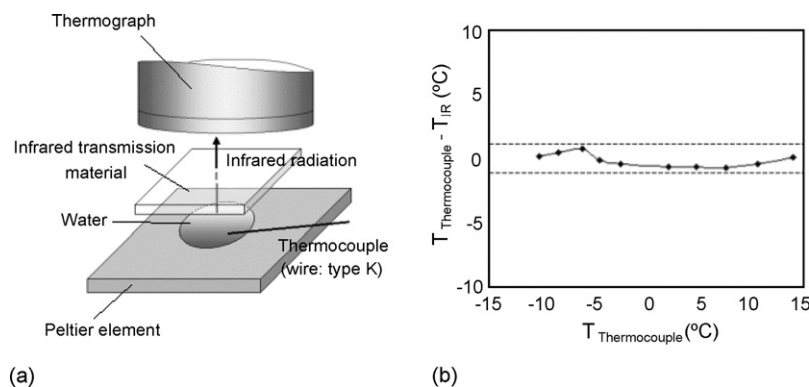 Thermograph
Infrared transmission
material
Infrared radiation
Water
Thermocouple
(wire: type K)
Peltier element
(a)
T Thermocouple - T IR (ºC)
10
5
0
-5
-10
-15
-10
-5
0
5
10
15
T Thermocouple (ºC)
(b)